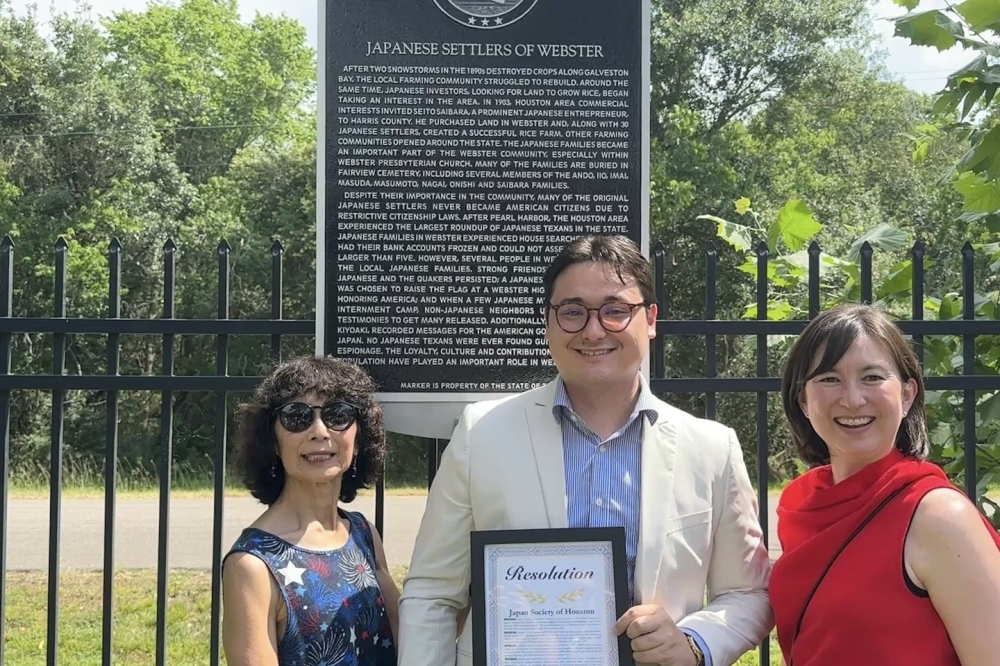 JAPANESE SETTLERS OF WEBSTER
AFTER TWO SNOWSTORMS IN THE 1890s DESTROYED CROPS ALONG GALVESTON
BAY, THE LOCAL FARMING COMMUNITY STRUGGLED TO REBUILD. AROUND THE
SAME TIME, JAPANESE INVESTORS, LOOKING FOR LAND TO GROW RICE, BEGAN
TAKING AN INTEREST IN THE AREA. IN 1903, HOUSTON AREA COMMERCIAL
INTERESTS INVITED SEITO SAIBARA, A PROMINENT JAPANESE ENTREPRENEUR,
TO HARRIS COUNTY. HE PURCHASED LAND IN WEBSTER AND, ALONG WITH 30
JAPANESE SETTLERS, CREATED A SUCCESSFUL RICE FARM. OTHER FARMING
COMMUNITIES OPENED AROUND THE STATE. THE JAPANESE FAMILIES BECAME
AN IMPORTANT PART OF THE WEBSTER COMMUNITY, ESPECIALLY WITHIN
WEBSTER PRESBYTERIAN CHURCH. MANY OF THE FAMILIES ARE BURIED IN
FAIRVIEW CEMETERY, INCLUDING SEVERAL MEMBERS OF THE ANDO, IIO, IMAI,
MASUDA, MASUMOTO, NAGAI, ONISHI AND SAIBARA FAMILIES.
DESPITE THEIR IMPORTANCE IN THE COMMUNITY, MANY OF THE ORIGINAL
JAPANESE SETTLERS NEVER BECAME AMERICAN CITIZENS DUE TO
RESTRICTIVE CITIZENSHIP LAWS. AFTER PEARL HARBOR, THE HOUSTON AREA
EXPERIENCED THE LARGEST ROUNDUP OF JAPANESE TEXANS IN THE STATE.
JAPANESE FAMILIES IN WEBSTER EXPERIENCED HOUSE SEARCH
HAD THEIR BANK ACCOUNTS FROZEN AND COULD NOT ASSE
LARGER THAN FIVE. HOWEVER, SEVERAL PEOPLE IN WE
THE LOCAL JAPANESE FAMILIES. STRONG FRIENDS
JAPANESE AND THE QUAKERS PERSISTED; A JAPANES
WAS CHOSEN TO RAISE THE FLAG AT A WEBSTER HIG
HONORING AMERICA; AND WHEN A FEW JAPANESE M
INTERNMENT CAMP, NON-JAPANESE NEIGHBORS U
TESTIMONIES TO GET MANY RELEASED. ADDITIONALLY,
KIYOAKI, RECORDED MESSAGES FOR THE AMERICAN GO
JAPAN. NO JAPANESE TEXANS WERE EVER FOUND GU
ESPIONAGE. THE LOYALTY, CULTURE AND CONTRIBUTION
POPULATION HAVE PLAYED AN IMPORTANT ROLE IN WE
MARKER IS PROPERTY OF THE STATE OF
Resolution
Japan Society of Houston